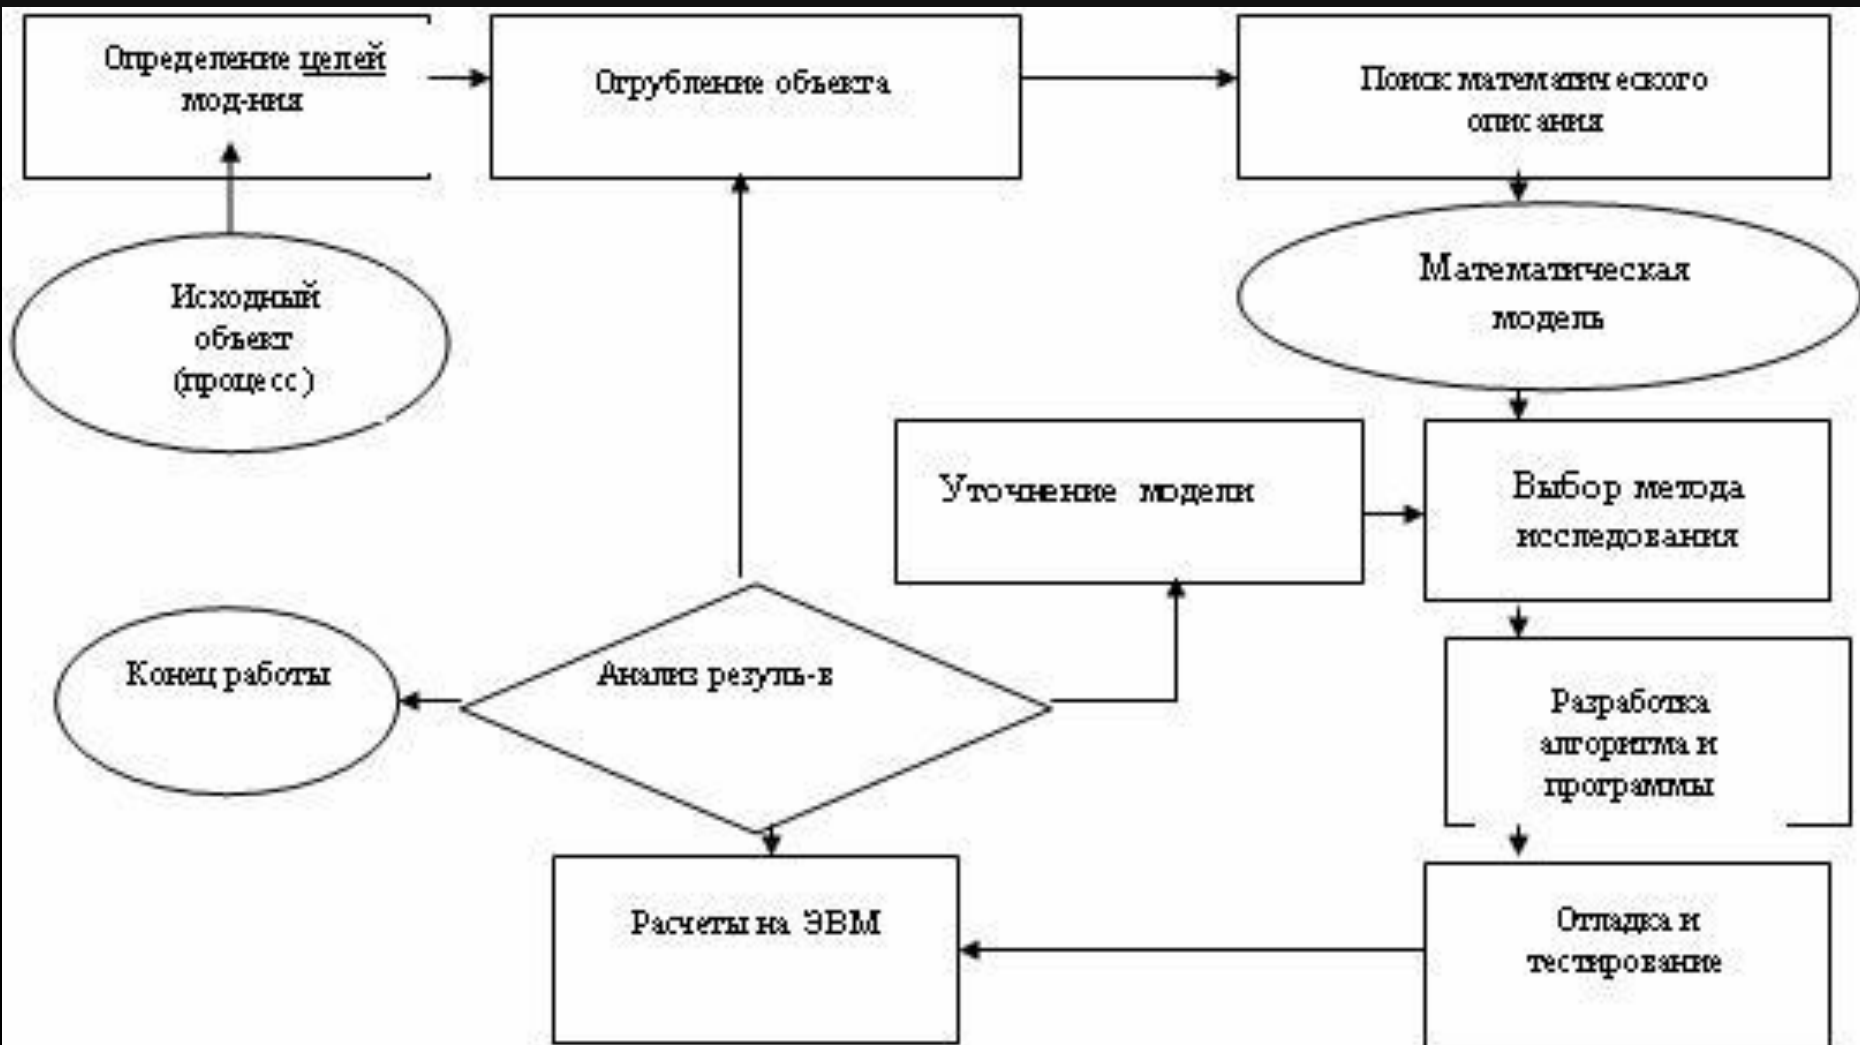 Определение целей
мод-ния
Огрубление объекта
Поиск математического
описания
Исходный
объект
(процесс)
Математическая
модель
Уточнение модели
Выбор метода
исследования
Конец работы
Анализ резуль-в
Разработка
алгоритма и
программы
Расчеты на ЭВМ
Отладка и
тестирование